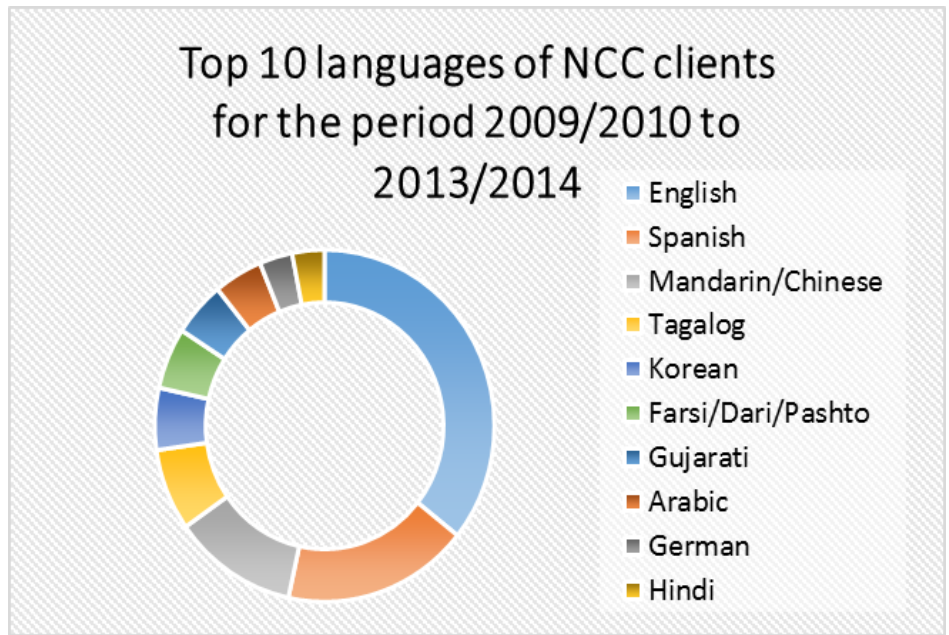 Top 10 languages of NCC clients
for the period 2009/2010 to
2013/2014
English
Spanish
Mandarin/Chinese
Tagalog
Korean
Farsi/Dari/Pashto
Gujarati
Arabic
German
Hindi